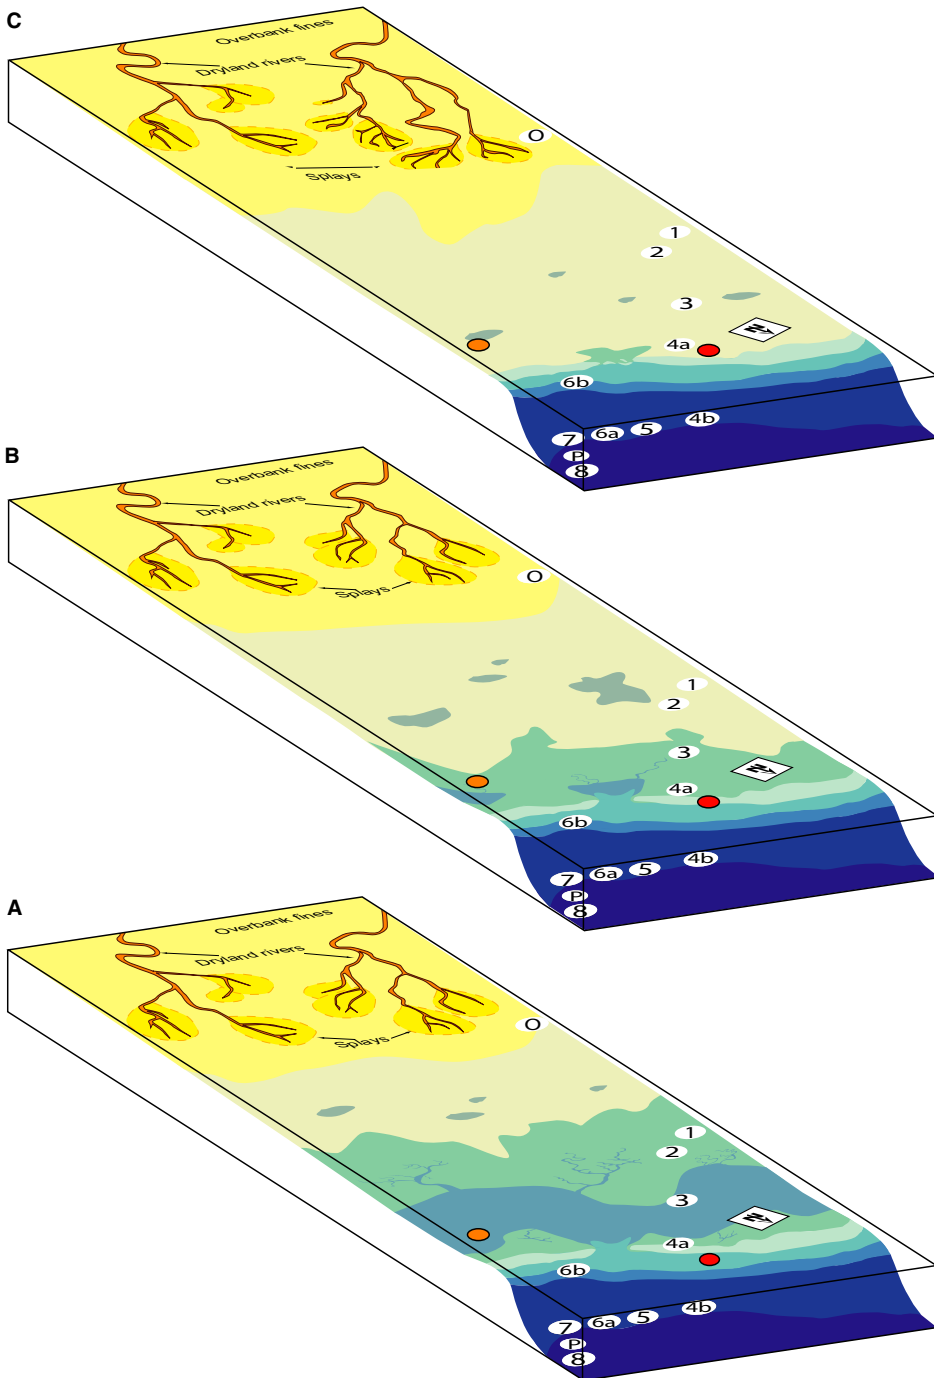 C
Overbank fines
Dryland rivers
O
Splays
1
2
3
N
4a
6b
4b
6a
5
7
P
8
B
Overbank fines
Dryland rivers
O
Splays
1
2
3
N
4a
6b
4b
6a
5
7
P
8
A
Overbank fines
Dryland rivers
O
Splays
1
2
3
N
4a
6b
4b
6a
5
7
P
8